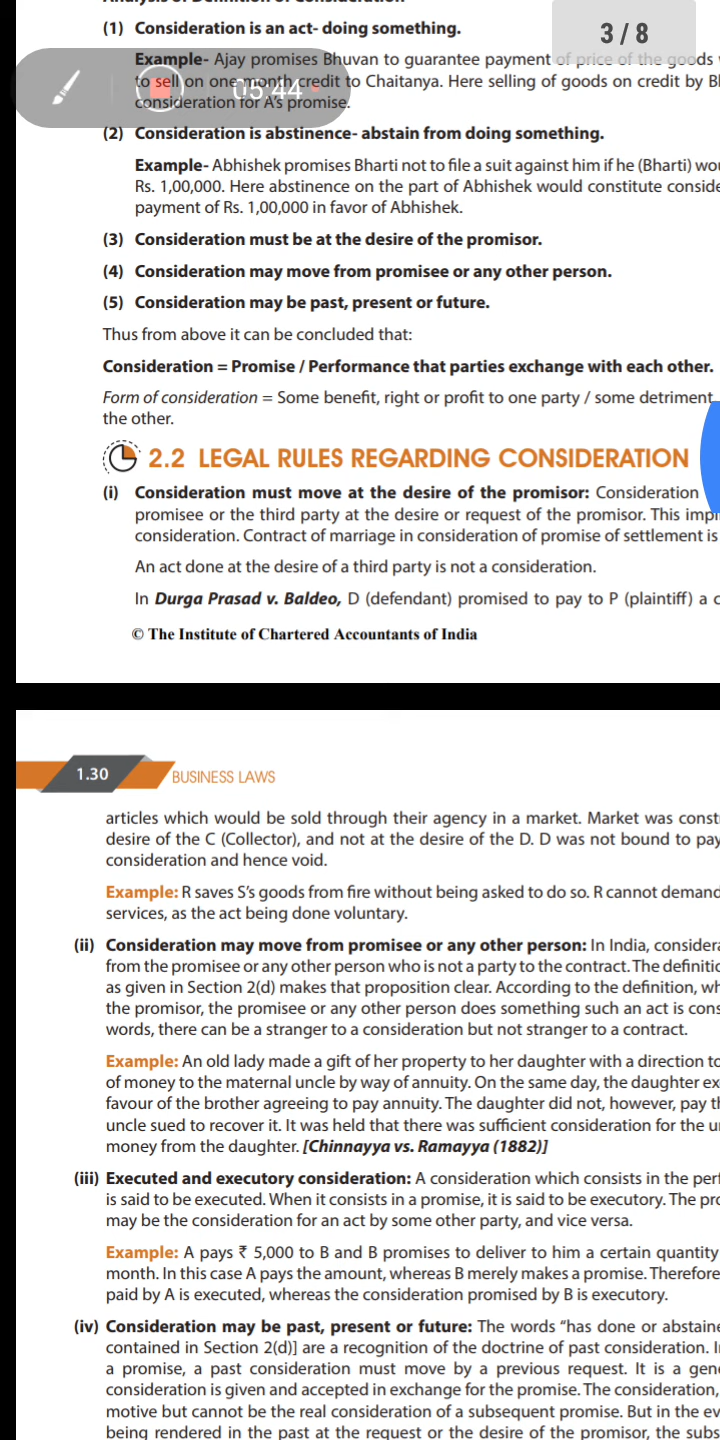 Analysis of Definition of Consideration
3 / 8
(1) Consideration is an act- doing something.
Example- Ajay promises Bhuvan to guarantee payment of price of the goods
to sell on one month credit to Chaitanya. Here selling of goods on credit by
05:44
consideration for A's promise.
(2) Consideration is abstinence- abstain from doing something.
Example- Abhishek promises Bharti not to file a suit against him if he (Bharti)
Rs. 1,00,000. Here abstinence on the part of Abhishek would constitute
payment of Rs. 1,00,000 in favor of Abhishek.
(3) Consideration must be at the desire of the promisor.
(4) Consideration may move from promisee or any other person.
(5) Consideration may be past, present or future.
Thus from above it can be concluded that:
Consideration = Promise / Performance that parties exchange with each other.
Form of consideration = Some benefit, right or profit to one party / some detriment
the other.
2.2 LEGAL RULES REGARDING CONSIDERATION
(i) Consideration must move at the desire of the promisor: Consideration
promisee or the third party at the desire or request of the promisor. This
consideration. Contract of marriage in consideration of promise of settlement is
An act done at the desire of a third party is not a consideration.
In Durga Prasad v. Baldeo, D (defendant) promised to pay to P (plaintiff) a
© The Institute of Chartered Accountants of India
1.30 BUSINESS LAWS
articles which would be sold through their agency in a market. Market was
desire of the C (Collector), and not at the desire of the D. D was not bound to pay
consideration and hence void.
Example: R saves S's goods from fire without being asked to do so. R cannot demand
services, as the act being done voluntary.
(ii) Consideration may move from promisee or any other person: In India,
from the promisee or any other person who is not a party to the contract. The
as given in Section 2(d) makes that proposition clear. According to the definition,
the promisor, the promisee or any other person does something such an act is
words, there can be a stranger to a consideration but not stranger to a contract.
Example: An old lady made a gift of her property to her daughter with a direction to
of money to the maternal uncle by way of annuity. On the same day, the daughter
favour of the brother agreeing to pay annuity. The daughter did not, however, pay
uncle sued to recover it. It was held that there was sufficient consideration for the
money from the daughter. [Chinnayya vs. Ramayya (1882)]
(iii) Executed and executory consideration: A consideration which consists in the
is said to be executed. When it consists in a promise, it is said to be executory. The
may be the consideration for an act by some other party, and vice versa.
Example: A pays ₹ 5,000 to B and B promises to deliver to him a certain quantity
month. In this case A pays the amount, whereas B merely makes a promise. Therefore
paid by A is executed, whereas the consideration promised by B is executory.
(iv) Consideration may be past, present or future: The words “has done or
contained in Section 2(d)] are a recognition of the doctrine of past consideration.
a promise, a past consideration must move by a previous request. It is a
consideration is given and accepted in exchange for the promise. The consideration,
motive but cannot be the real consideration of a subsequent promise. But in the
being rendered in the past at the request or the desire of the promisor, the